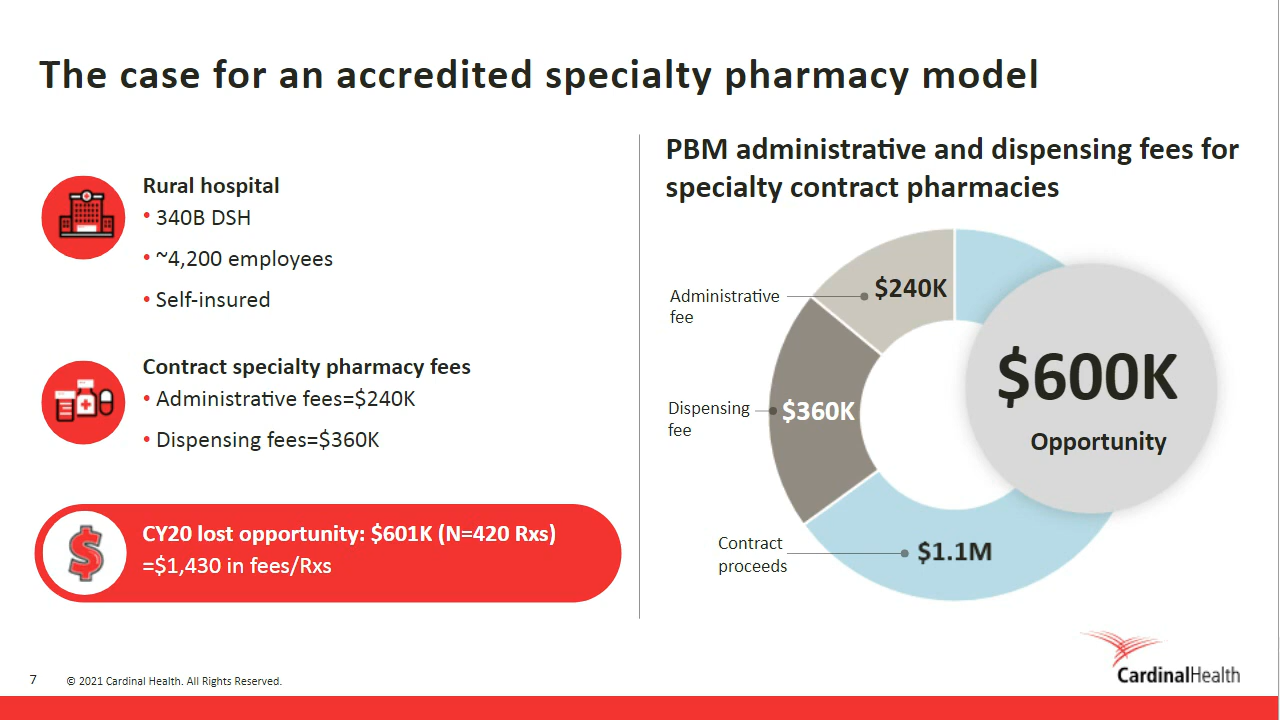 The case for an accredited specialty pharmacy model
Rural hospital
• 340B DSH
• ~4,200 employees
• Self-insured
Contract specialty pharmacy fees
• Administrative fees=$240K
• Dispensing fees=$360K
CY20 lost opportunity: $601K (N=420 Rxs)
=$1,430 in fees/Rxs
PBM administrative and dispensing fees for
specialty contract pharmacies
Administrative
fee
$240K
Dispensing
fee
$360K
Contract
proceeds
$1.1M
$600K
Opportunity
7
© 2021 Cardinal Health. All Rights Reserved.
CardinalHealth